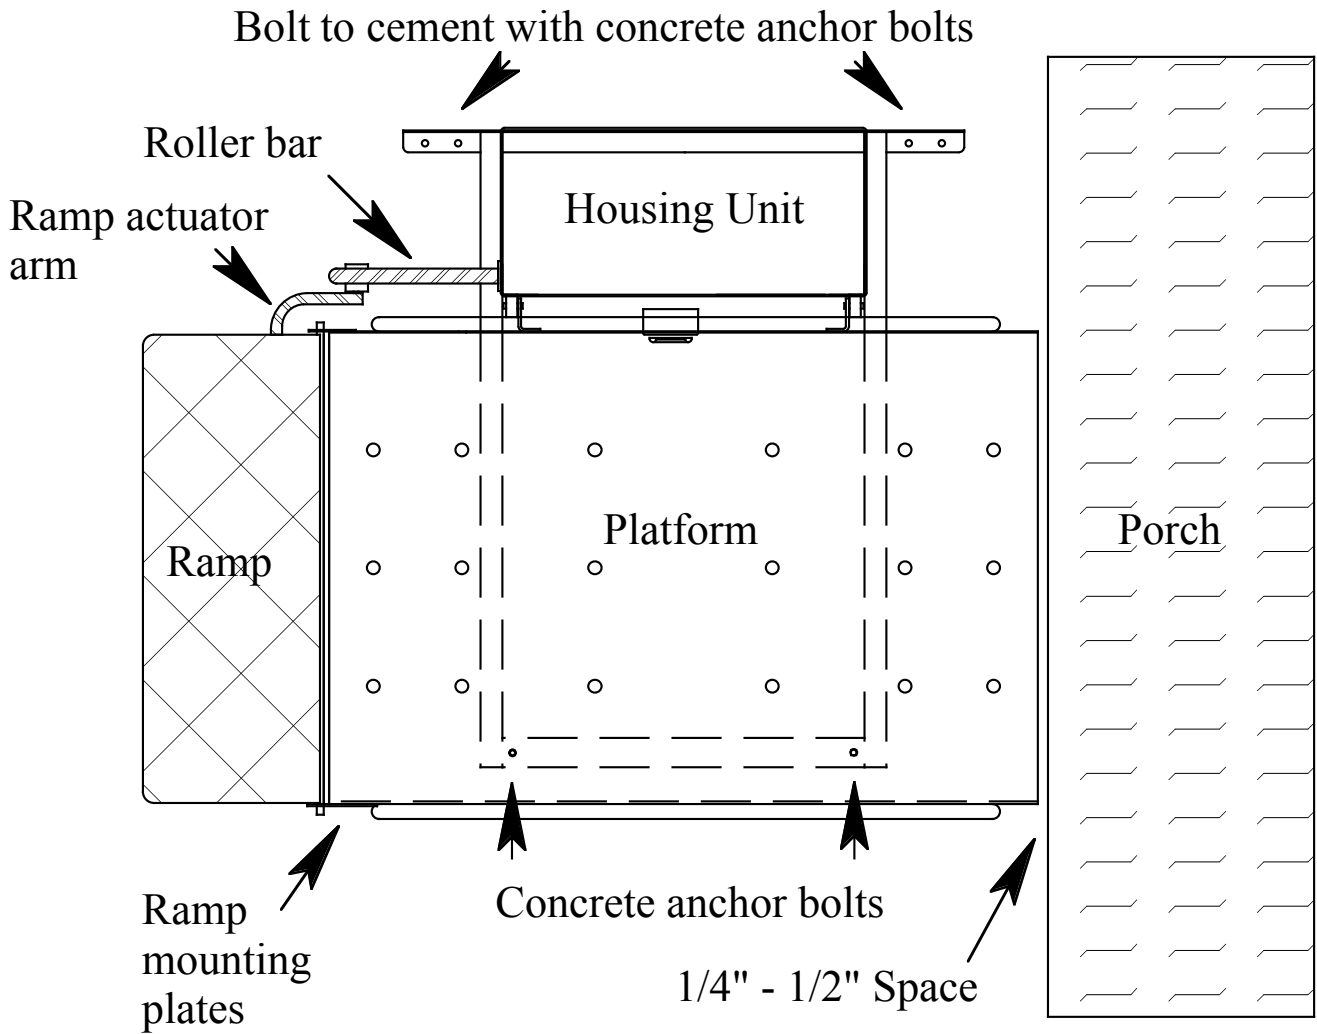 Bolt to cement with concrete anchor bolts
Roller bar
Ramp actuator
arm
Housing Unit
Platform
Porch
Ramp
Concrete anchor bolts
Ramp
mounting
plates
1/4" - 1/2" Space